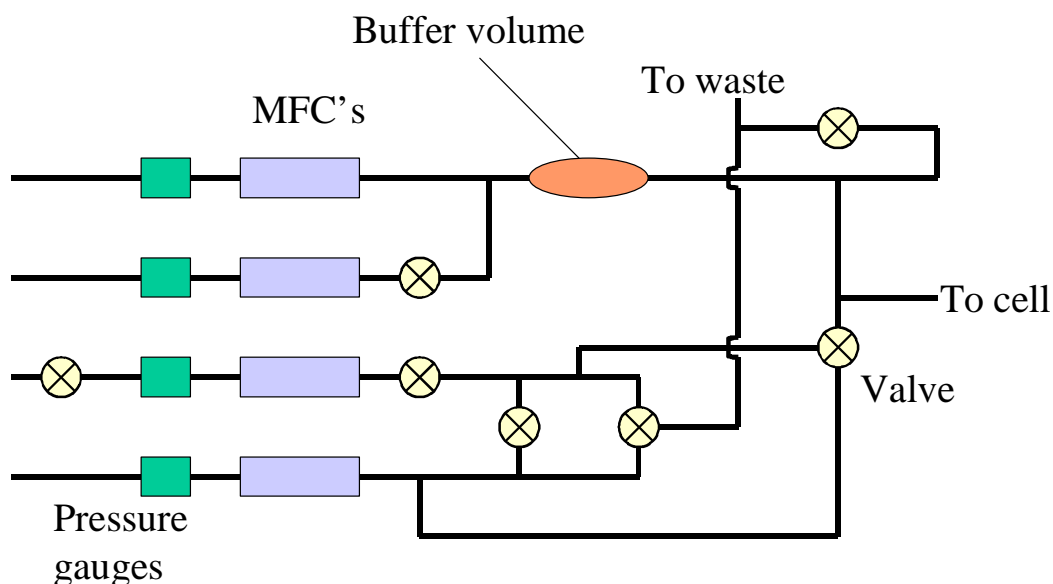 Buffer volume
To waste
MFC's
To cell
Valve
Pressure
gauges